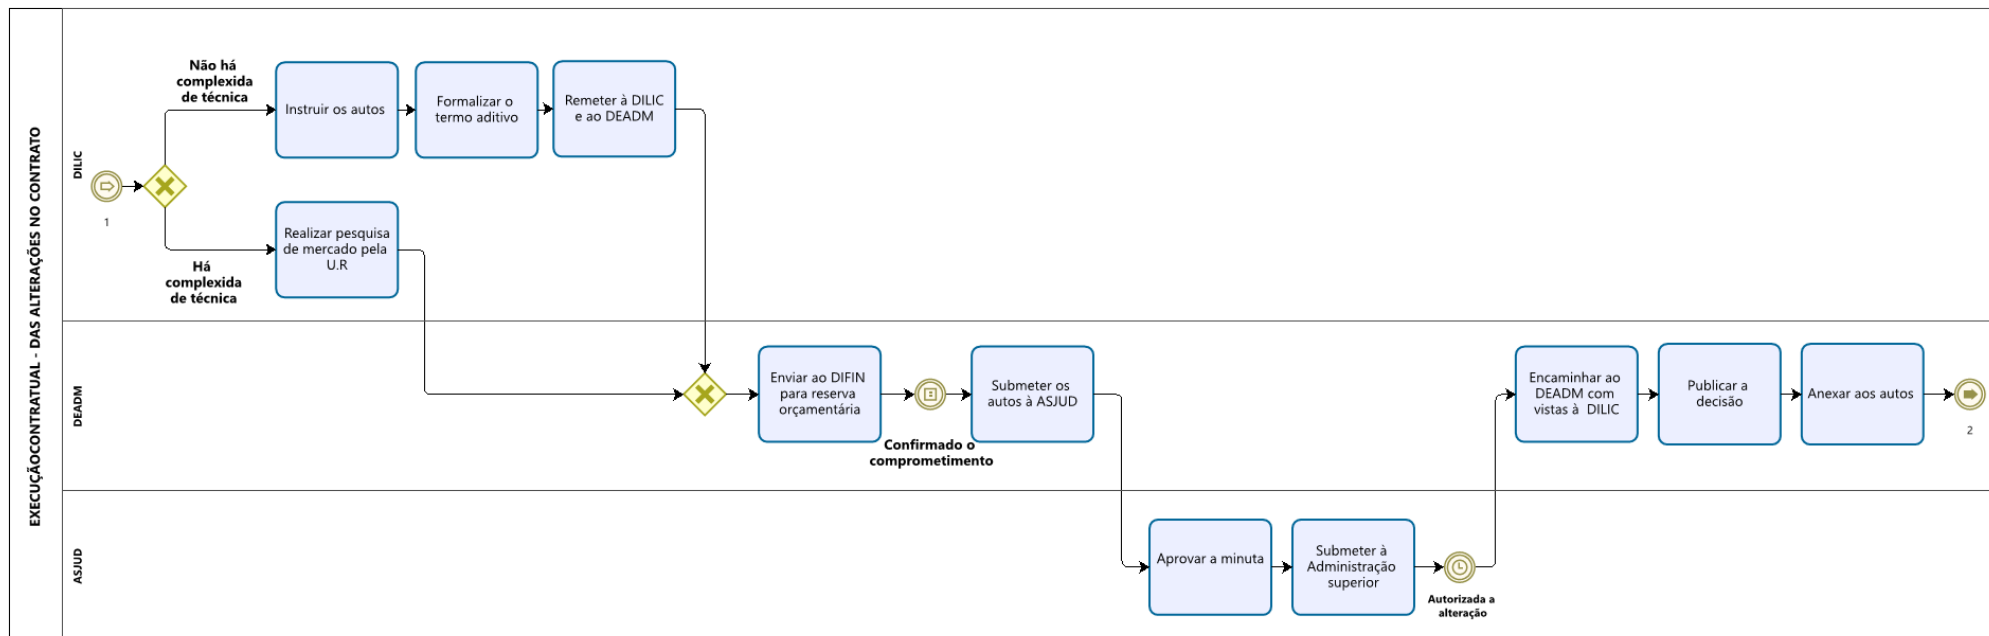 EXECUÇÃOCONTRATUAL - DAS ALTERAÇÕES NO CONTRATO
DILIC
1
Não há
complexida
de técnica
Instruir os autos
Formalizar o
termo aditivo
Remeter à DILIC
e ao DEADM
Há
complexida
de técnica
Realizar pesquisa
de mercado pela
U.R
DEADM
Enviar ao DIFIN
para reserva
orçamentária
Confirmado o
comprometimento
Submeter os
autos à ASJUD
Encaminhar ao
DEADM com
vistas à DILIC
Publicar a
decisão
Anexar aos autos
2
ASJUD
Aprovar a minuta
Submeter à
Administração
superior
Autorizada a
alteração